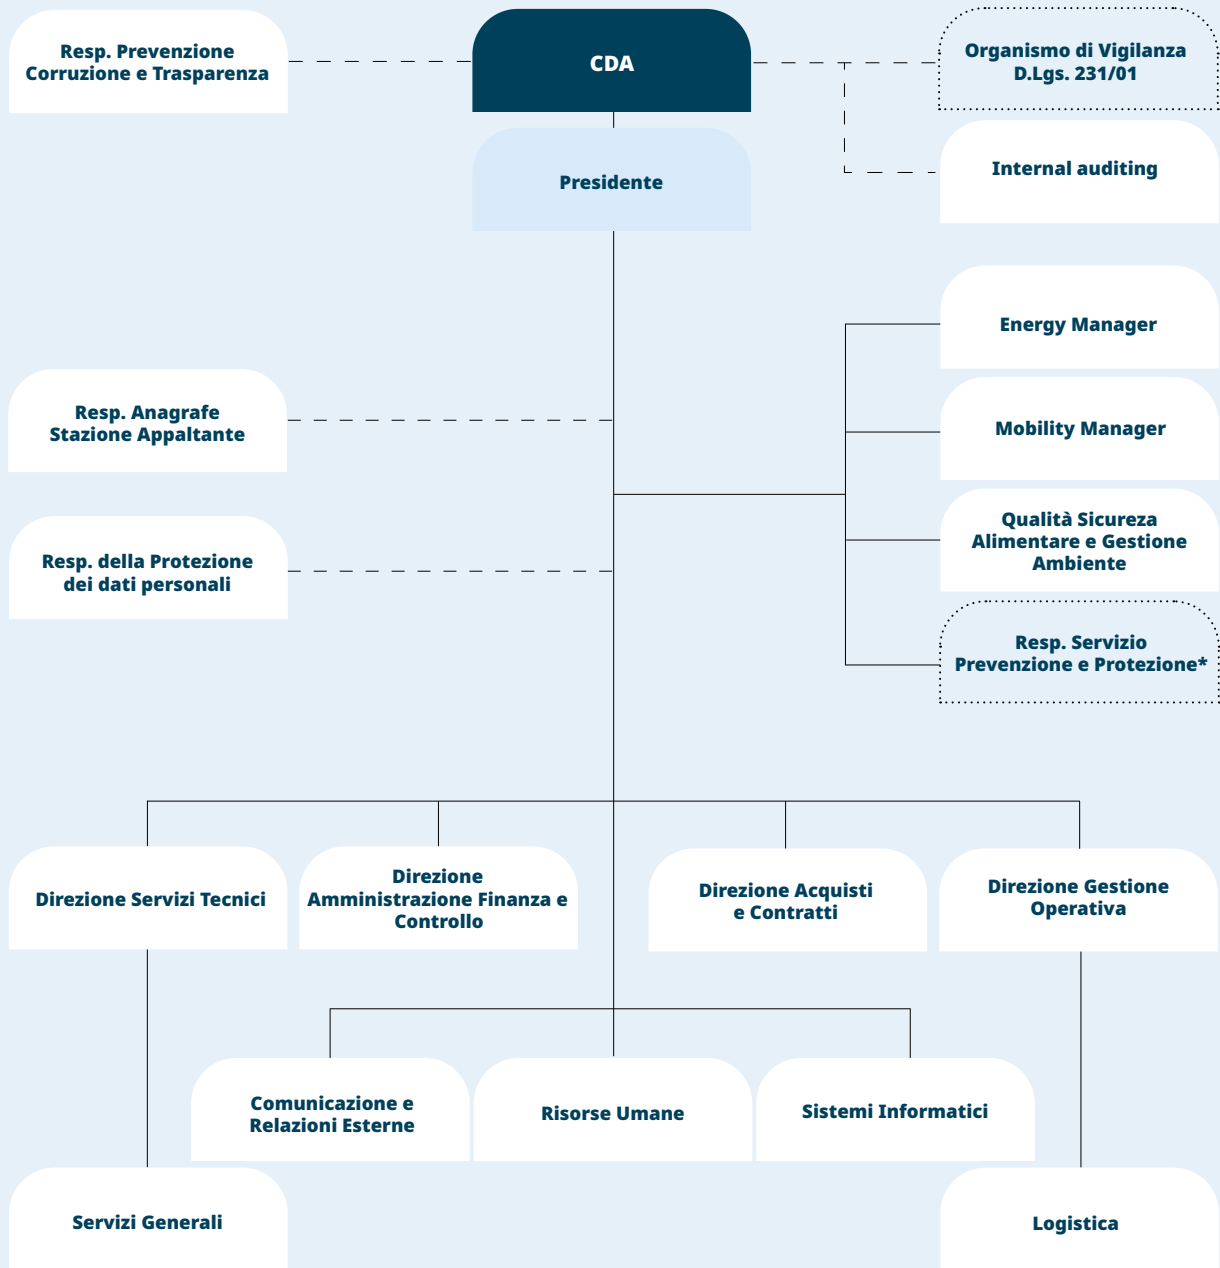 Resp. Prevenzione
Corruzione e Trasparenza
CDA
Organismo di Vigilanza
D.Lgs. 231/01
Presidente
Internal auditing
Energy Manager
Resp. Anagrafe
Stazione Appaltante
Mobility Manager
Qualità Sicureza
Alimentare e Gestione
Ambiente
Resp. della Protezione
dei dati personali
Resp. Servizio
Prevenzione e Protezione*
Direzione Servizi Tecnici
Direzione
Amministrazione Finanza e
Controllo
Direzione Acquisti
e Contratti
Direzione Gestione
Operativa
Comunicazione e
Relazioni Esterne
Risorse Umane
Sistemi Informatici
Servizi Generali
Logistica